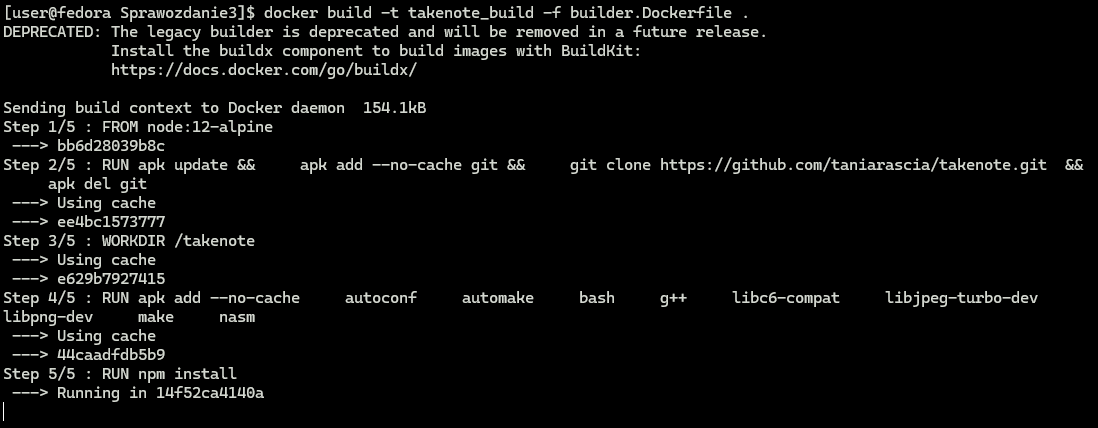 [user@fedora Sprawozdanie3]$ docker build -t takenote_build -f builder.Dockerfile .
DEPRECATED: The legacy builder is deprecated and will be removed in a future release.
            Install the buildx component to build images with BuildKit:
            https://docs.docker.com/go/buildx/

Sending build context to Docker daemon  154.1kB
Step 1/5 : FROM node:12-alpine
 ---> bb6d28039b8c
Step 2/5 : RUN apk update &&     apk add --no-cache git &&     git clone https://github.com/taniarascia/takenote.git  &&
     apk del git
 ---> Using cache
 ---> ee4bc1573777
Step 3/5 : WORKDIR /takenote
 ---> Using cache
 ---> e629b7927415
Step 4/5 : RUN apk add --no-cache     autoconf     automake     bash     g++     libc6-compat     libjpeg-turbo-dev
libpng-dev     make     nasm
 ---> Using cache
 ---> 44caadfdb5b9
Step 5/5 : RUN npm install
 ---> Running in 14f52ca4140a